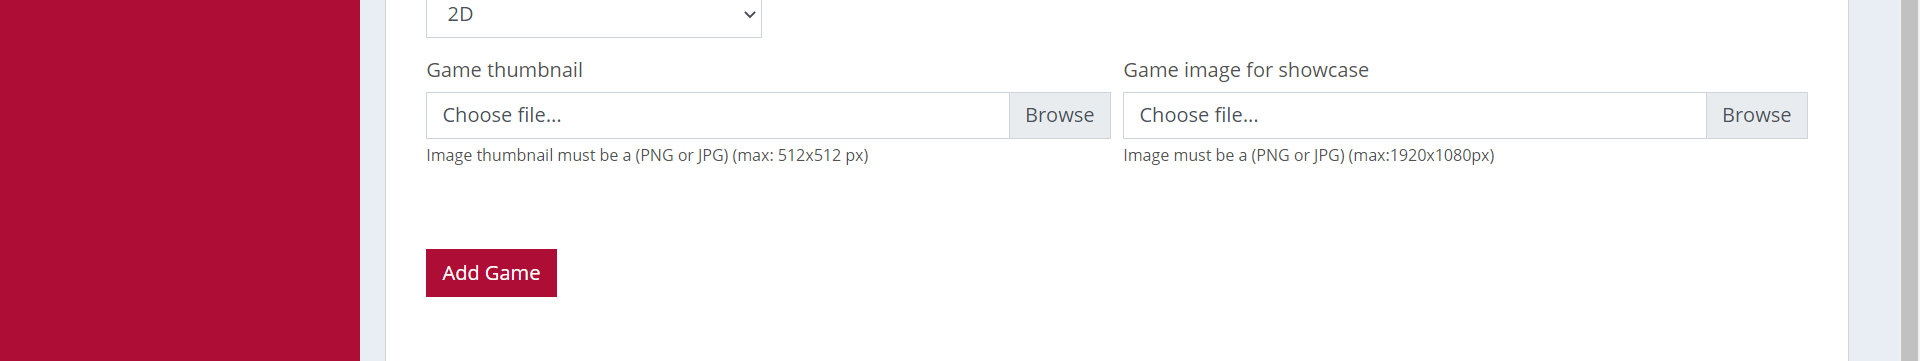 2D
Game thumbnail
Game image for showcase
Choose file...
Browse
Choose file...
Browse
Image thumbnail must be a (PNG or JPG) (max: 512x512 px)
Image must be a (PNG or JPG) (max:1920x1080px)
Add Game